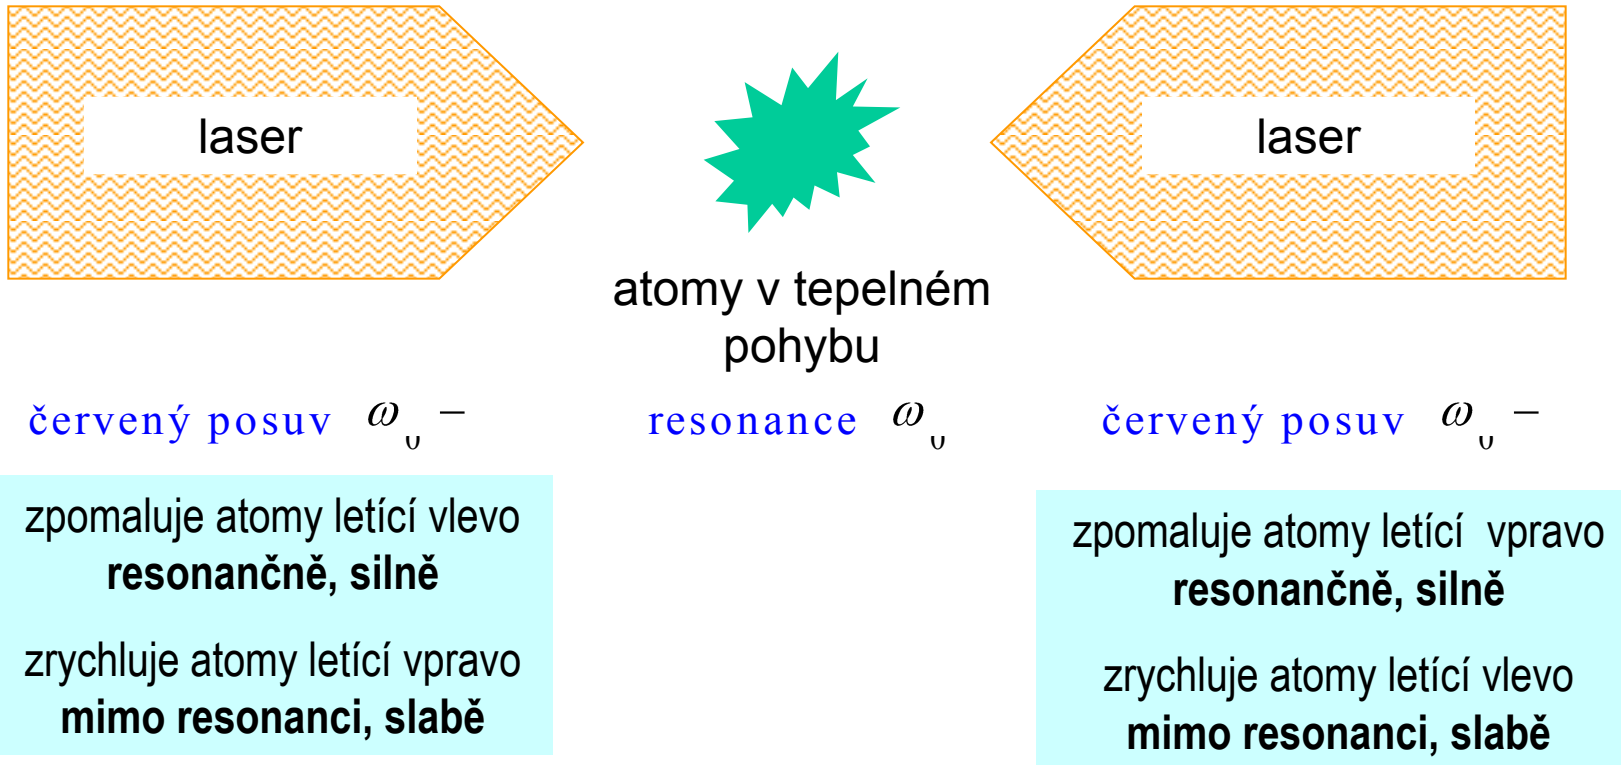 laser
laser
atomy v tepelném
pohybu
červený posuv ω₀ −
resonance ω₀
červený posuv ω₀ −
zpomaluje atomy letící vlevo
resonančně, silně
zrychluje atomy letící vpravo
mimo resonanci, slabě
zpomaluje atomy letící vpravo
resonančně, silně
zrychluje atomy letící vlevo
mimo resonanci, slabě